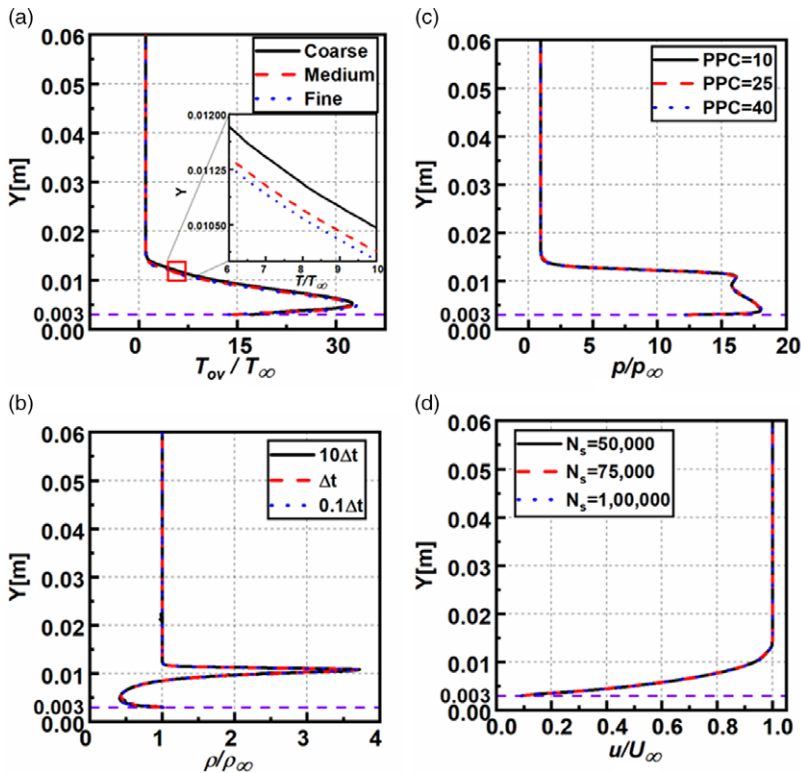 (a)
0.06
0.05
0.04
0.03
0.02
0.01
0.003
0.00
Y[m]
Coarse
Medium
Fine
0.01200
0.01125
0.01050
Y
6 7 8 9 10
T/T∞
0 15 30
Tov / T∞
(c)
0.06
0.05
0.04
0.03
0.02
0.01
0.003
0.00
Y[m]
PPC=10
PPC=25
PPC=40
0 5 10 15 20
p/p∞
(b)
0.06
0.05
0.04
0.03
0.02
0.01
0.003
0.00
Y[m]
10Δt
Δt
0.1Δt
0 1 2 3 4
ρ/ρ∞
(d)
0.06
0.05
0.04
0.03
0.02
0.01
0.003
0.00
Y[m]
Ns=50,000
Ns=75,000
Ns=1,00,000
0.0 0.2 0.4 0.6 0.8 1.0
u/U∞